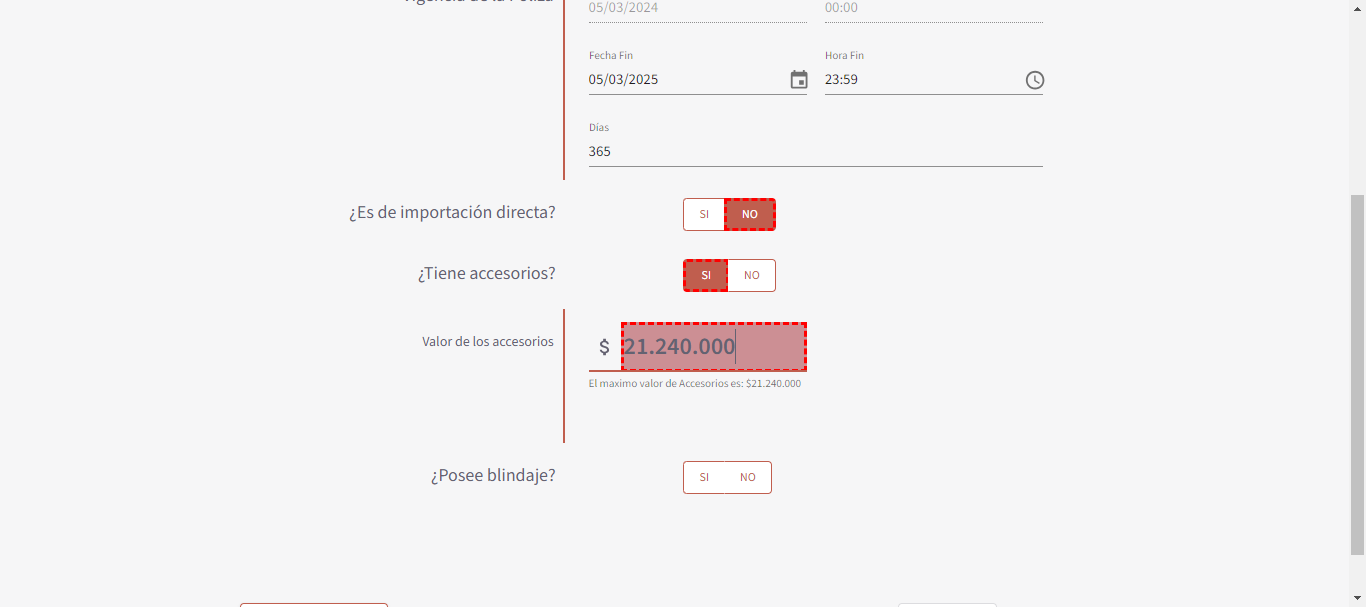 05/03/2024
00:00
Fecha Fin
Hora Fin
05/03/2025
23:59
Días
365
¿Es de importación directa?
SI
NO
¿Tiene accesorios?
SI
NO
Valor de los accesorios
$
21.240.000
El maximo valor de Accesorios es: $21.240.000
¿Posee blindaje?
SI
NO